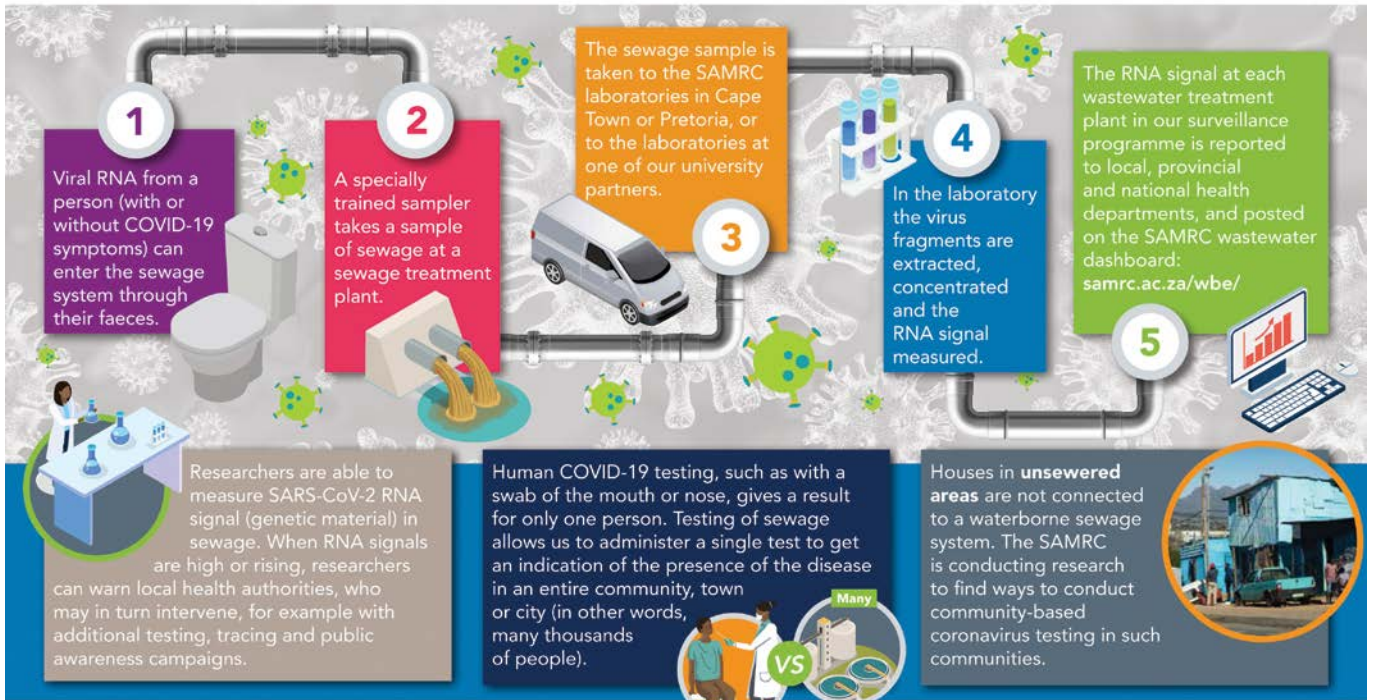 1
Viral RNA from a
person (with or
without COVID-19
symptoms) can
enter the sewage
system through
their faeces.
2
A specially
trained sampler
takes a sample
of sewage at a
sewage treatment
plant.
The sewage sample is
taken to the SAMRC
laboratories in Cape
Town or Pretoria, or
to the laboratories at
one of our university
partners.
3
4
In the laboratory
the virus
fragments are
extracted,
concentrated
and the
RNA signal
measured.
The RNA signal at each
wastewater treatment
plant in our surveillance
programme is reported
to local, provincial
and national health
departments, and posted
on the SAMRC wastewater
dashboard:
samrc.ac.za/wbe/
5
Researchers are able to
measure SARS-CoV-2 RNA
signal (genetic material) in
sewage. When RNA signals
are high or rising, researchers
can warn local health authorities, who
may in turn intervene, for example with
additional testing, tracing and public
awareness campaigns.
Human COVID-19 testing, such as with a
swab of the mouth or nose, gives a result
for only one person. Testing of sewage
allows us to administer a single test to get
an indication of the presence of the disease
in an entire community, town
or city (in other words,
many thousands
of people).
Many
VS
Houses in unsewered
areas are not connected
to a waterborne sewage
system. The SAMRC
is conducting research
to find ways to conduct
community-based
coronavirus testing in such
communities.